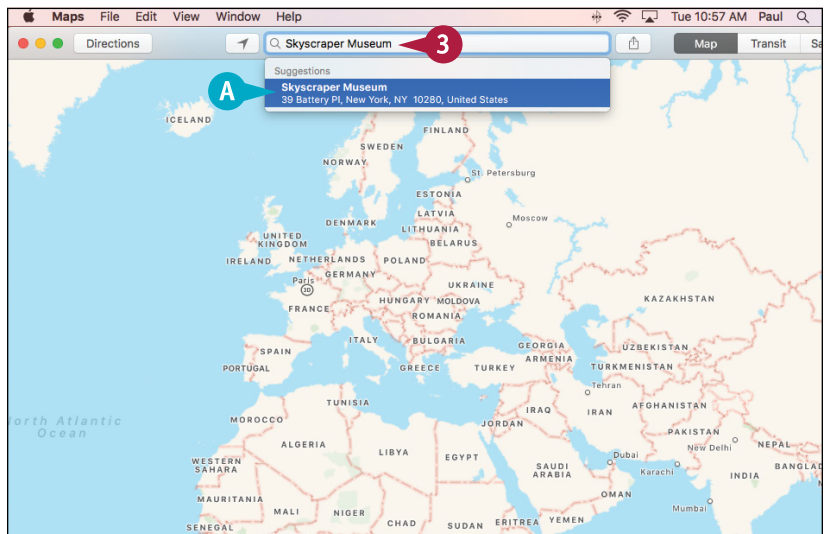 Maps File Edit View Window Help Tue 10:57 AM Paul
Directions Skyscraper Museum 3 Map Transit Sa
Suggestions
A Skyscraper Museum
39 Battery Pl, New York, NY 10280, United States
ICELAND
FINLAND
SWEDEN
NORWAY
St. Petersburg
ESTONIA
LATVIA
Moscow
DENMARK
LITHUANIA
UNITED
KINGDOM
BELARUS
IRELAND NETHERLANDS POLAND
GERMANY
Paris
3D
UKRAINE
HUNGARY MOLDOVA
KAZAKHSTAN
FRANCE
ROMANIA
ITALY BULGARIA
GEORGIA UZBEKISTAN
SPAIN
ARMENIA
PORTUGAL GREECE TURKEY TURKMENISTAN
Tehran
TUNISIA
orth Atlantic
Ocean
MOROCCO
IRAQ IRAN AFGHANISTAN
JORDAN
PAKISTAN
ALGERIA LIBYA EGYPT
New Delhi NEPAL
WESTERN
SAHARA
Dubai
SAUDI
ARABIA
Karachi
INDIA BANGLAD
MAURITANIA
OMAN
Mumbai
MALI NIGER
CHAD SUDAN ERITREA YEMEN
SENEGAL